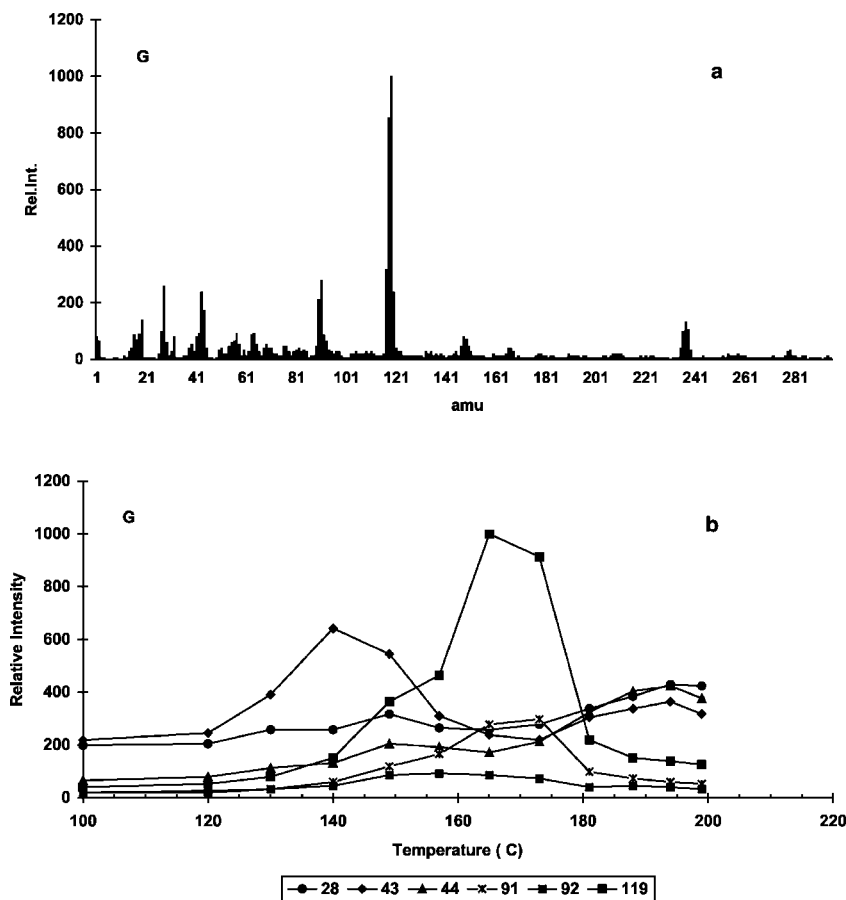 1200
G
a
1000
800
600
400
200
0
Rel.Int.
1 21 41 61 81 101 121 141 161 181 201 221 241 261 281
amu
1200
G
b
1000
800
600
400
200
0
Relative Intensity
100 120 140 160 180 200 220
Temperature ( C)
28 43 44 91 92 119